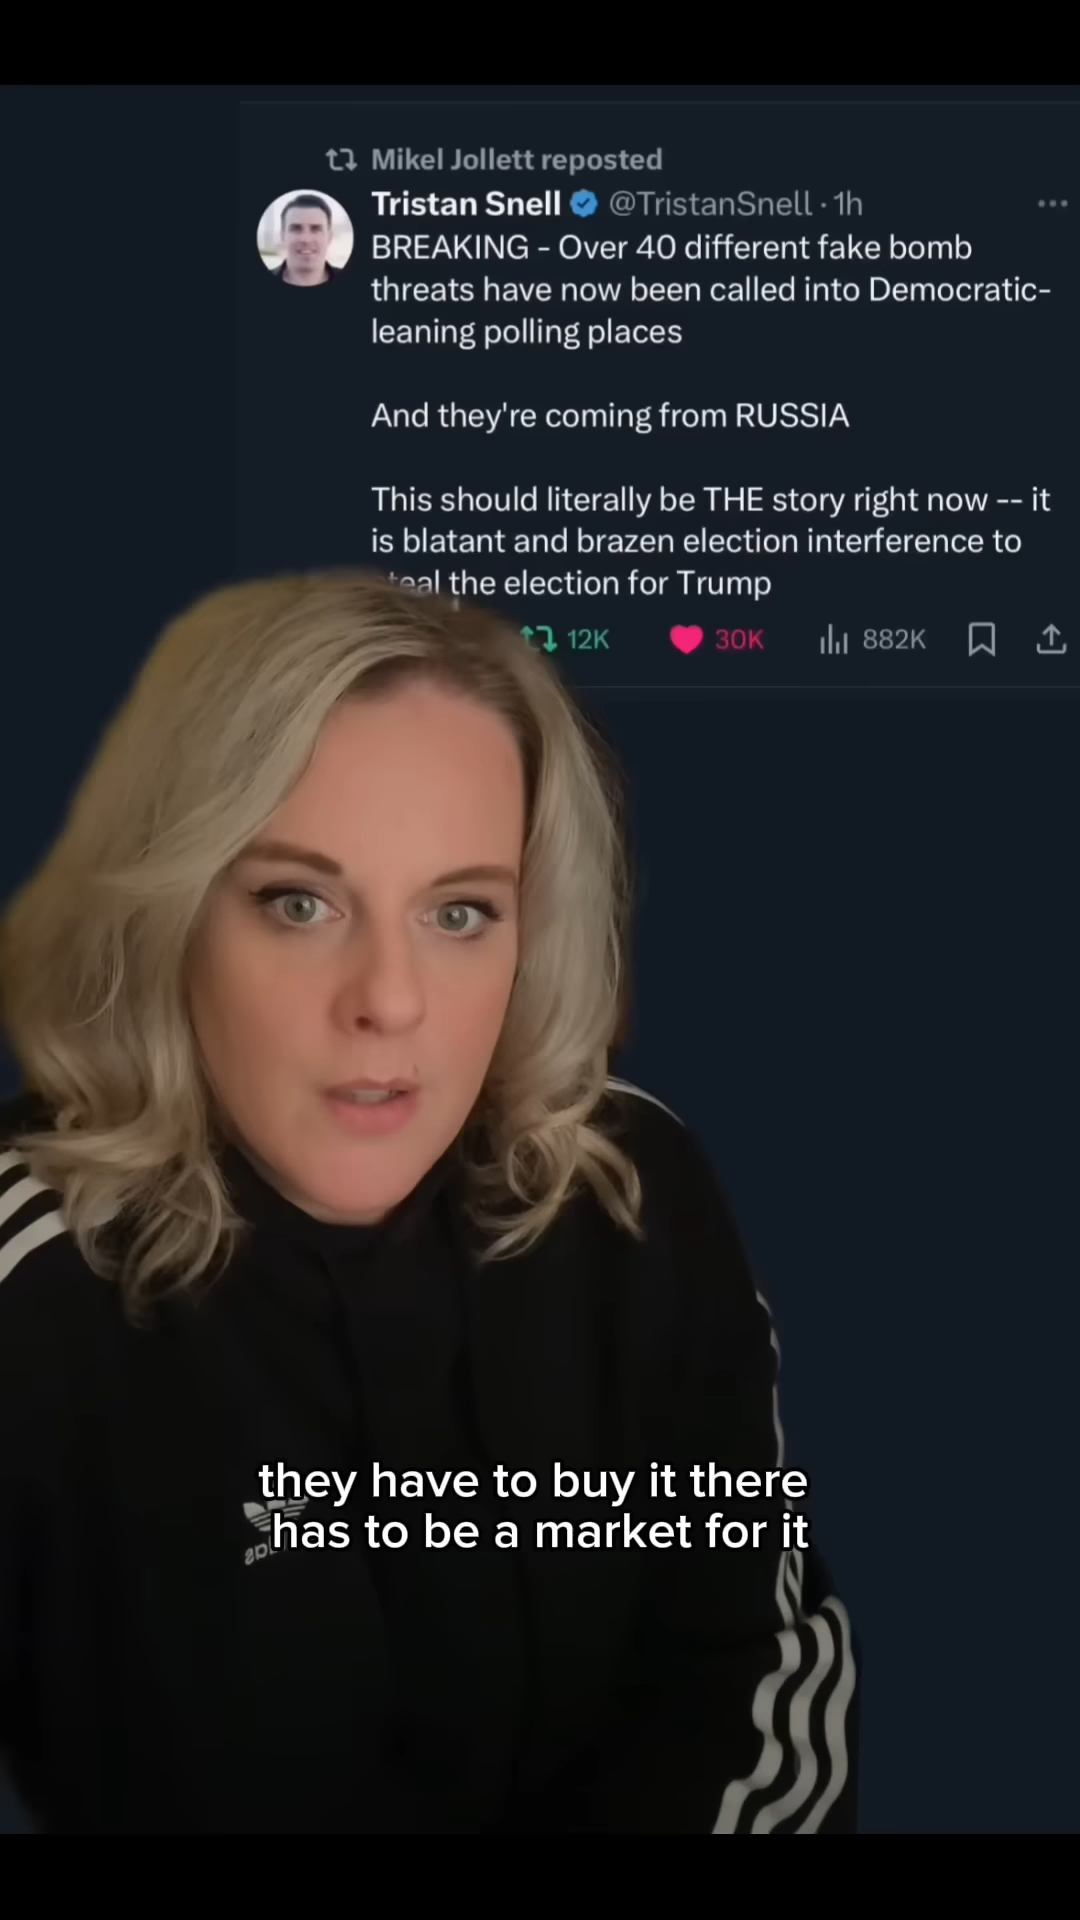 Mikel Jollett reposted
Tristan Snell @TristanSnell · 1h
BREAKING - Over 40 different fake bomb
threats have now been called into Democratic-
leaning polling places
And they're coming from RUSSIA
This should literally be THE story right now -- it
is blatant and brazen election interference to
the election for Trump
12K 30K 882K
they have to buy it there
has to be a market for it